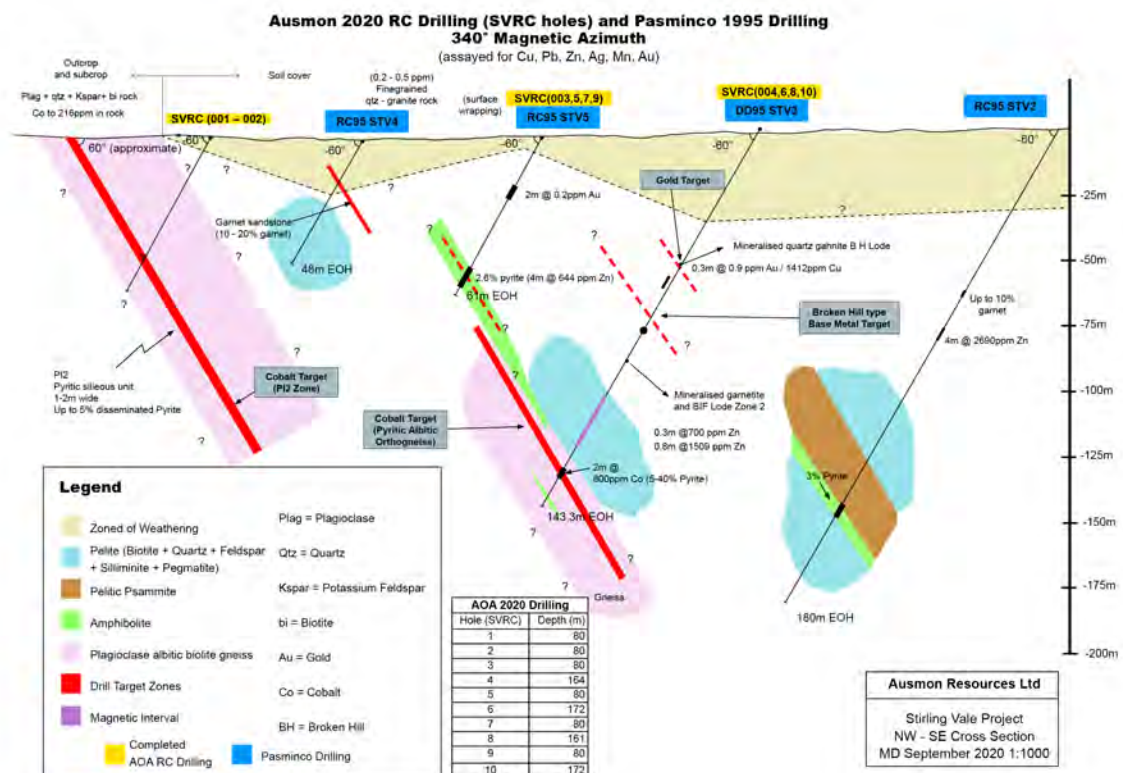 Ausmon 2020 RC Drilling (SVRC holes) and Pasminco 1995 Drilling
340° Magnetic Azimuth
(assayed for Cu, Pb, Zn, Ag, Mn, Au)
Outcrop
and subcrop
Soil cover
Plag + qtz + Kspar+ bi rock
Co to 216ppm in rock
(0.2 - 0.5 ppm)
Finegrained
qtz - granite rock
(surface
wrapping)
SVRC (001 – 002)
RC95 STV4
SVRC(003,5,7,9)
RC95 STV5
SVRC(004,6,8,10)
DD95 STV3
RC95 STV2
60° (approximate)
-60°
-60°
-60°
-60°
-60°
-25m
-50m
-75m
-100m
-125m
-150m
-175m
-200m
Garnet sandstone
(10 - 20% garnet)
48m EOH
2m @ 0.2ppm Au
2.6% pyrite (4m @ 644 ppm Zn)
61m EOH
Gold Target
Mineralised quartz gahnite B H Lode
0.3m @ 0.9 ppm Au / 1412ppm Cu
Broken Hill type
Base Metal Target
Up to 10%
garnet
4m @ 2690ppm Zn
Mineralised garnetite
and BIF Lode Zone 2
0.3m @700 ppm Zn
0.8m @1509 ppm Zn
PI2
Pyritic silieous unit
1-2m wide
Up to 5% disseminated Pyrite
Cobalt Target
(PI2 Zone)
Cobalt Target
(Pyritic Albitic
Orthogneise)
2m @
800ppm Co (5-40% Pyrite)
143.3m EOH
3% Pyrite
180m EOH
Gneiss
? ? ? ? ? ? ? ? ? ? ? ? ? ? ? ? ? ? ? ? ?
Legend
Zoned of Weathering
Pelite (Biotite + Quartz + Feldspar
+ Silliminite + Pegmatite)
Pelitic Psammite
Amphibolite
Plagioclase albitic biolite gneiss
Drill Target Zones
Magnetic Interval
Completed
AOA RC Drilling
Pasminco Drilling
Plag = Plagioclase
Qtz = Quartz
Kspar = Potassium Feldspar
bi = Biotite
Au = Gold
Co = Cobalt
BH = Broken Hill
AOA 2020 Drilling
Hole (SVRC) Depth (m)
1 80
2 80
3 80
4 164
5 80
6 172
7 80
8 161
9 80
10 172
Ausmon Resources Ltd
Stirling Vale Project
NW - SE Cross Section
MD September 2020 1:1000